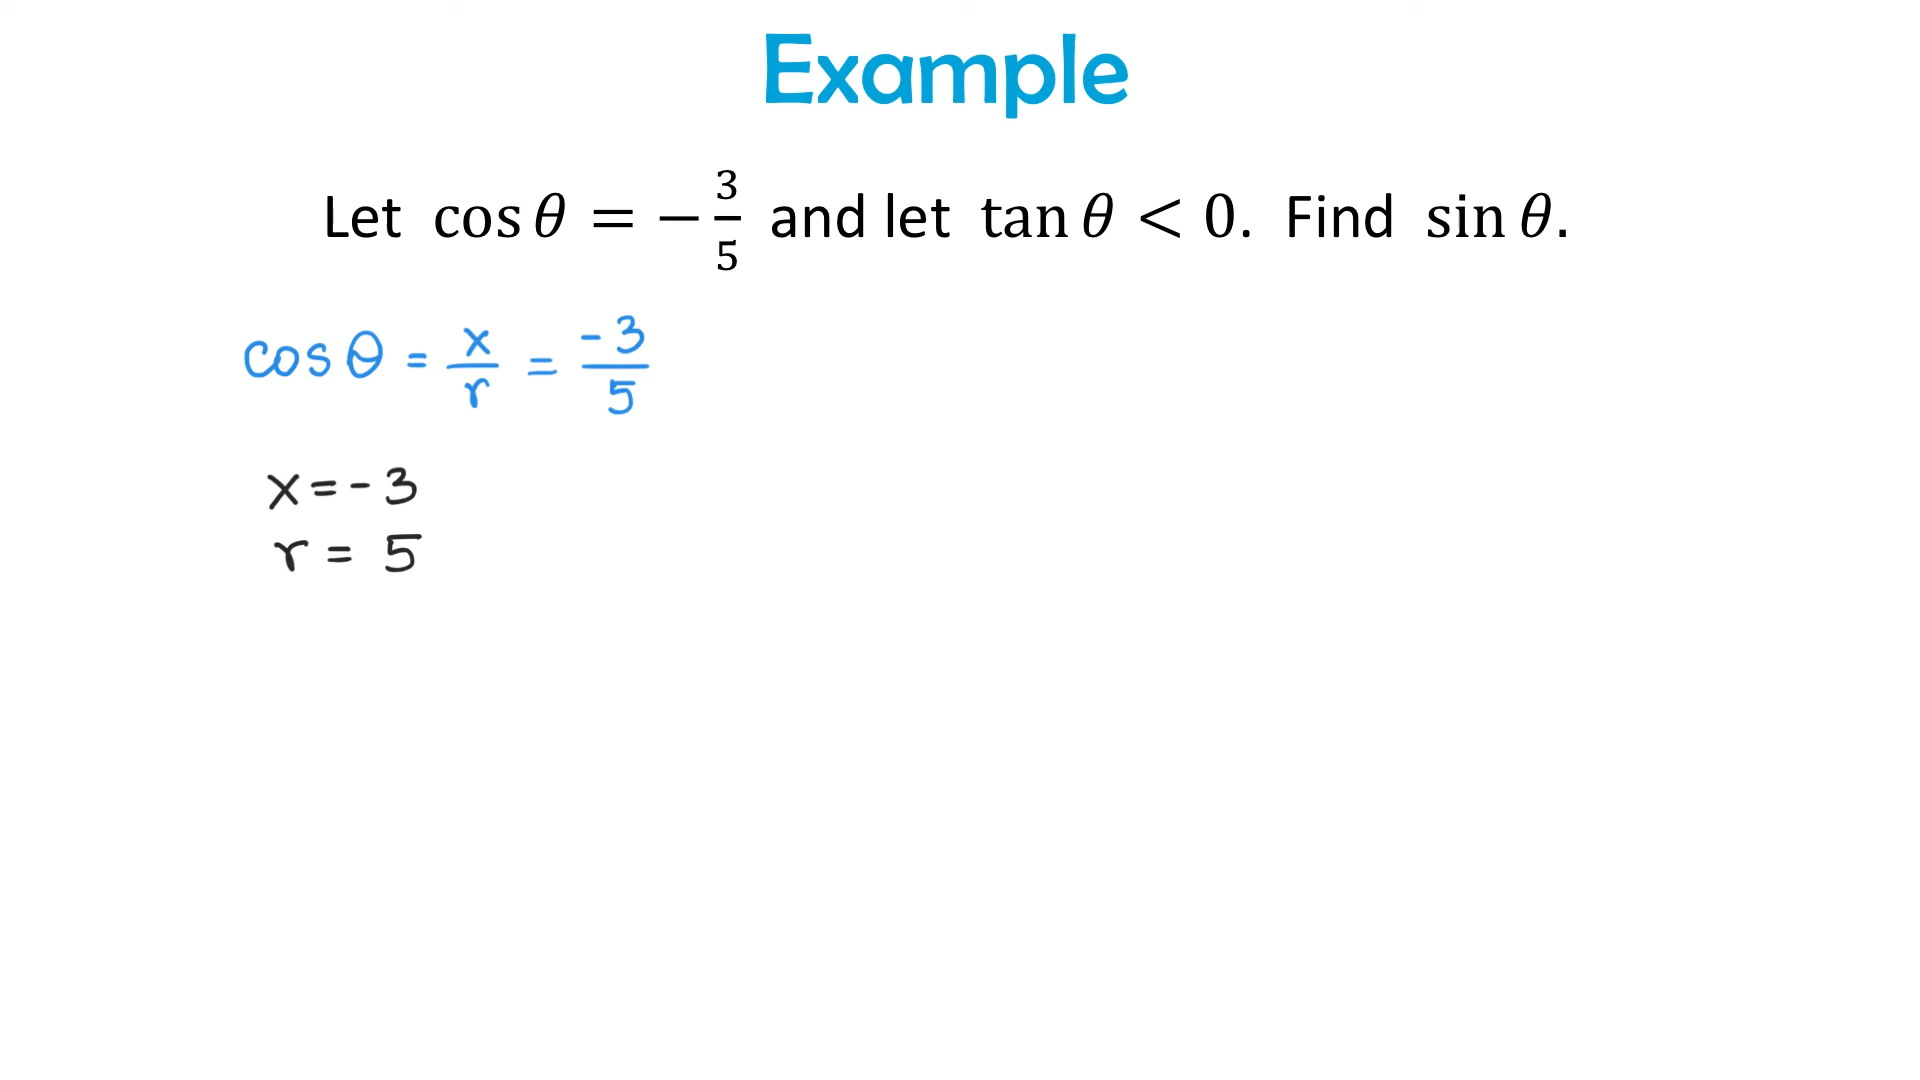 Example
Let cos θ = −3/5 and let tan θ < 0. Find sin θ.
cos θ = x/r = -3/5
x = -3
r = 5